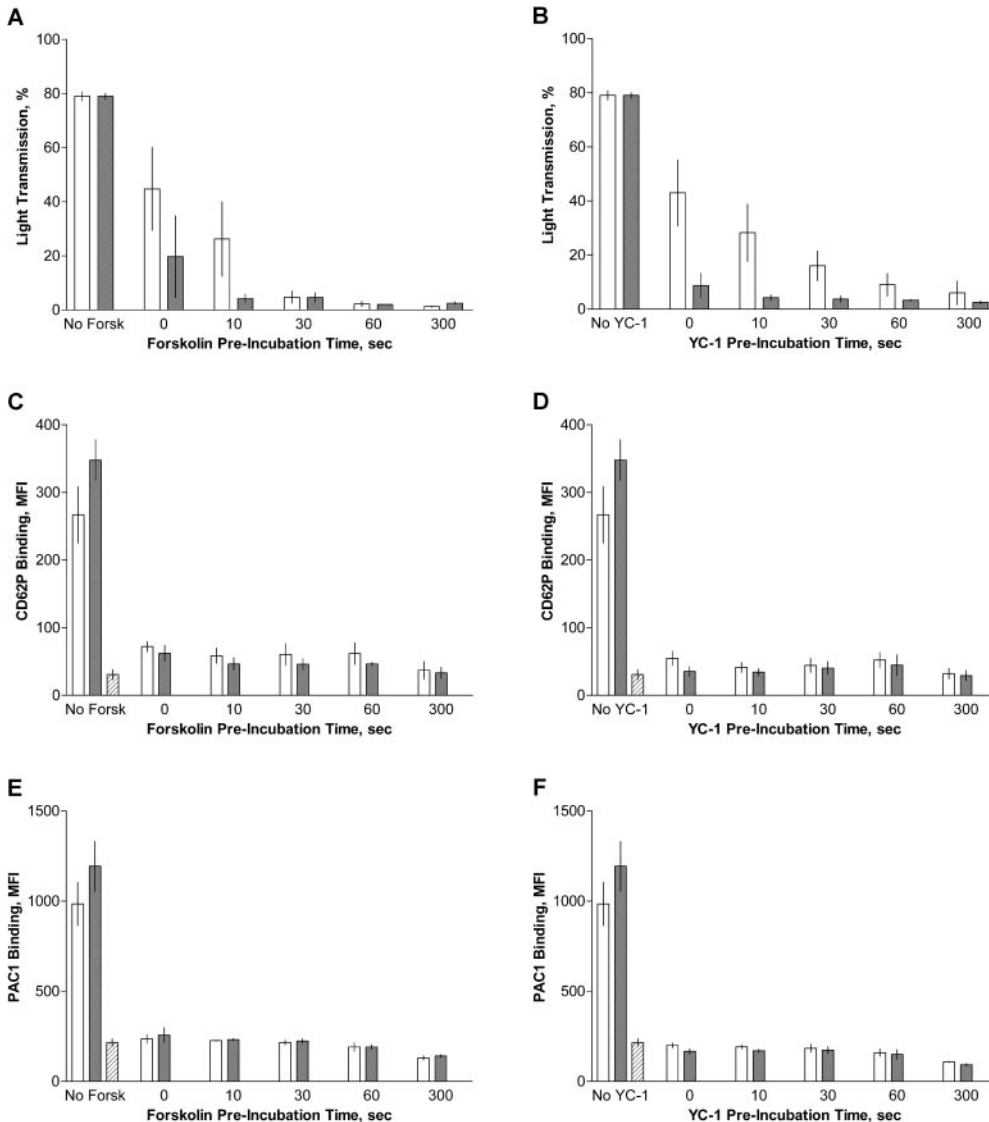 A
100
80
60
40
20
0
Light Transmission, %
No Forsk 0 10 30 60 300
Forskolin Pre-Incubation Time, sec
B
100
80
60
40
20
0
Light Transmission, %
No YC-1 0 10 30 60 300
YC-1 Pre-Incubation Time, sec
C
400
300
200
100
0
CD62P Binding, MFI
No Forsk 0 10 30 60 300
Forskolin Pre-Incubation Time, sec
D
400
300
200
100
0
CD62P Binding, MFI
No YC-1 0 10 30 60 300
YC-1 Pre-Incubation Time, sec
E
1500
1000
500
0
PAC1 Binding, MFI
No Forsk 0 10 30 60 300
Forskolin Pre-Incubation Time, sec
F
1500
1000
500
0
PAC1 Binding, MFI
No YC-1 0 10 30 60 300
YC-1 Pre-Incubation Time, sec